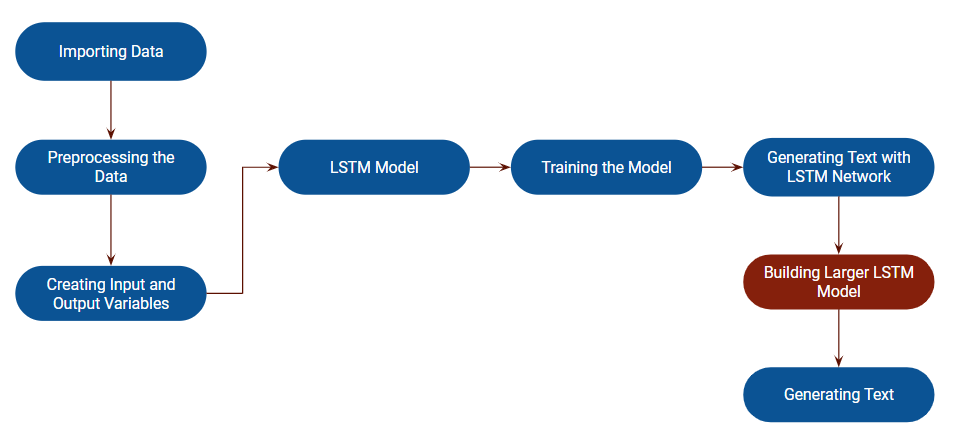 Importing Data
Preprocessing the
Data
Creating Input and
Output Variables
LSTM Model
Training the Model
Generating Text with
LSTM Network
Building Larger LSTM
Model
Generating Text